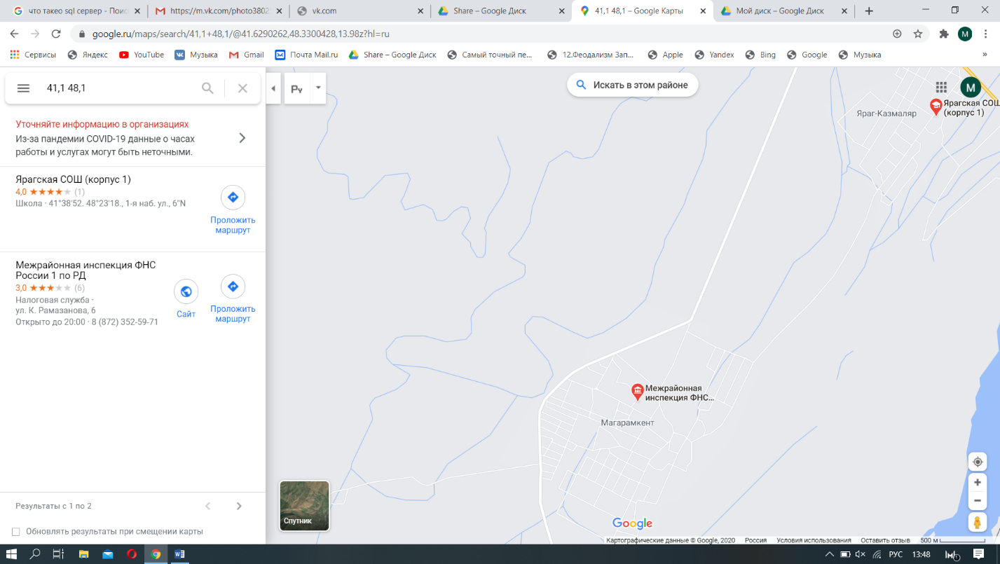 что такео sql сервер - Поис
https://m.vk.com/photo3802
vk.com
Share – Google Диск
41,1 48,1 – Google Карты
Мой диск – Google Диск
google.ru/maps/search/41,1+48,1/@41.6290262,48.3300428,13.98z?hl=ru
M
Сервисы
Яндекс
YouTube
Музыка
Gmail
Почта Mail.ru
Share – Google Диск
Самый точный пе...
12.Феодализм Зап...
Apple
Yandex
Bing
Google
Музыка
»
41,1 48,1
Уточняйте информацию в организациях
Из-за пандемии COVID-19 данные о часах
работы и услугах могут быть неточными.
Ярагская СОШ (корпус 1)
4,0 (1)
Школа · 41°38'52. 48°23'18., 1-я наб. ул., 6"N
Проложить
маршрут
Межрайонная инспекция ФНС
России 1 по РД
3,0 (6)
Налоговая служба ·
ул. К. Рамазанова, 6
Открыто до 20:00 · 8 (872) 352-59-71
Сайт
Проложить
маршрут
Результаты с 1 по 2
Обновлять результаты при смещении карты
Искать в этом районе
M
Яраг-Казмаляр
Ярагская СОШ
(корпус 1)
Межрайонная
инспекция ФНС...
Магарамкент
Спутник
Google
Картографические данные © Google, 2020 Россия Условия использования Оставить отзыв 500 м
РУС
13:48